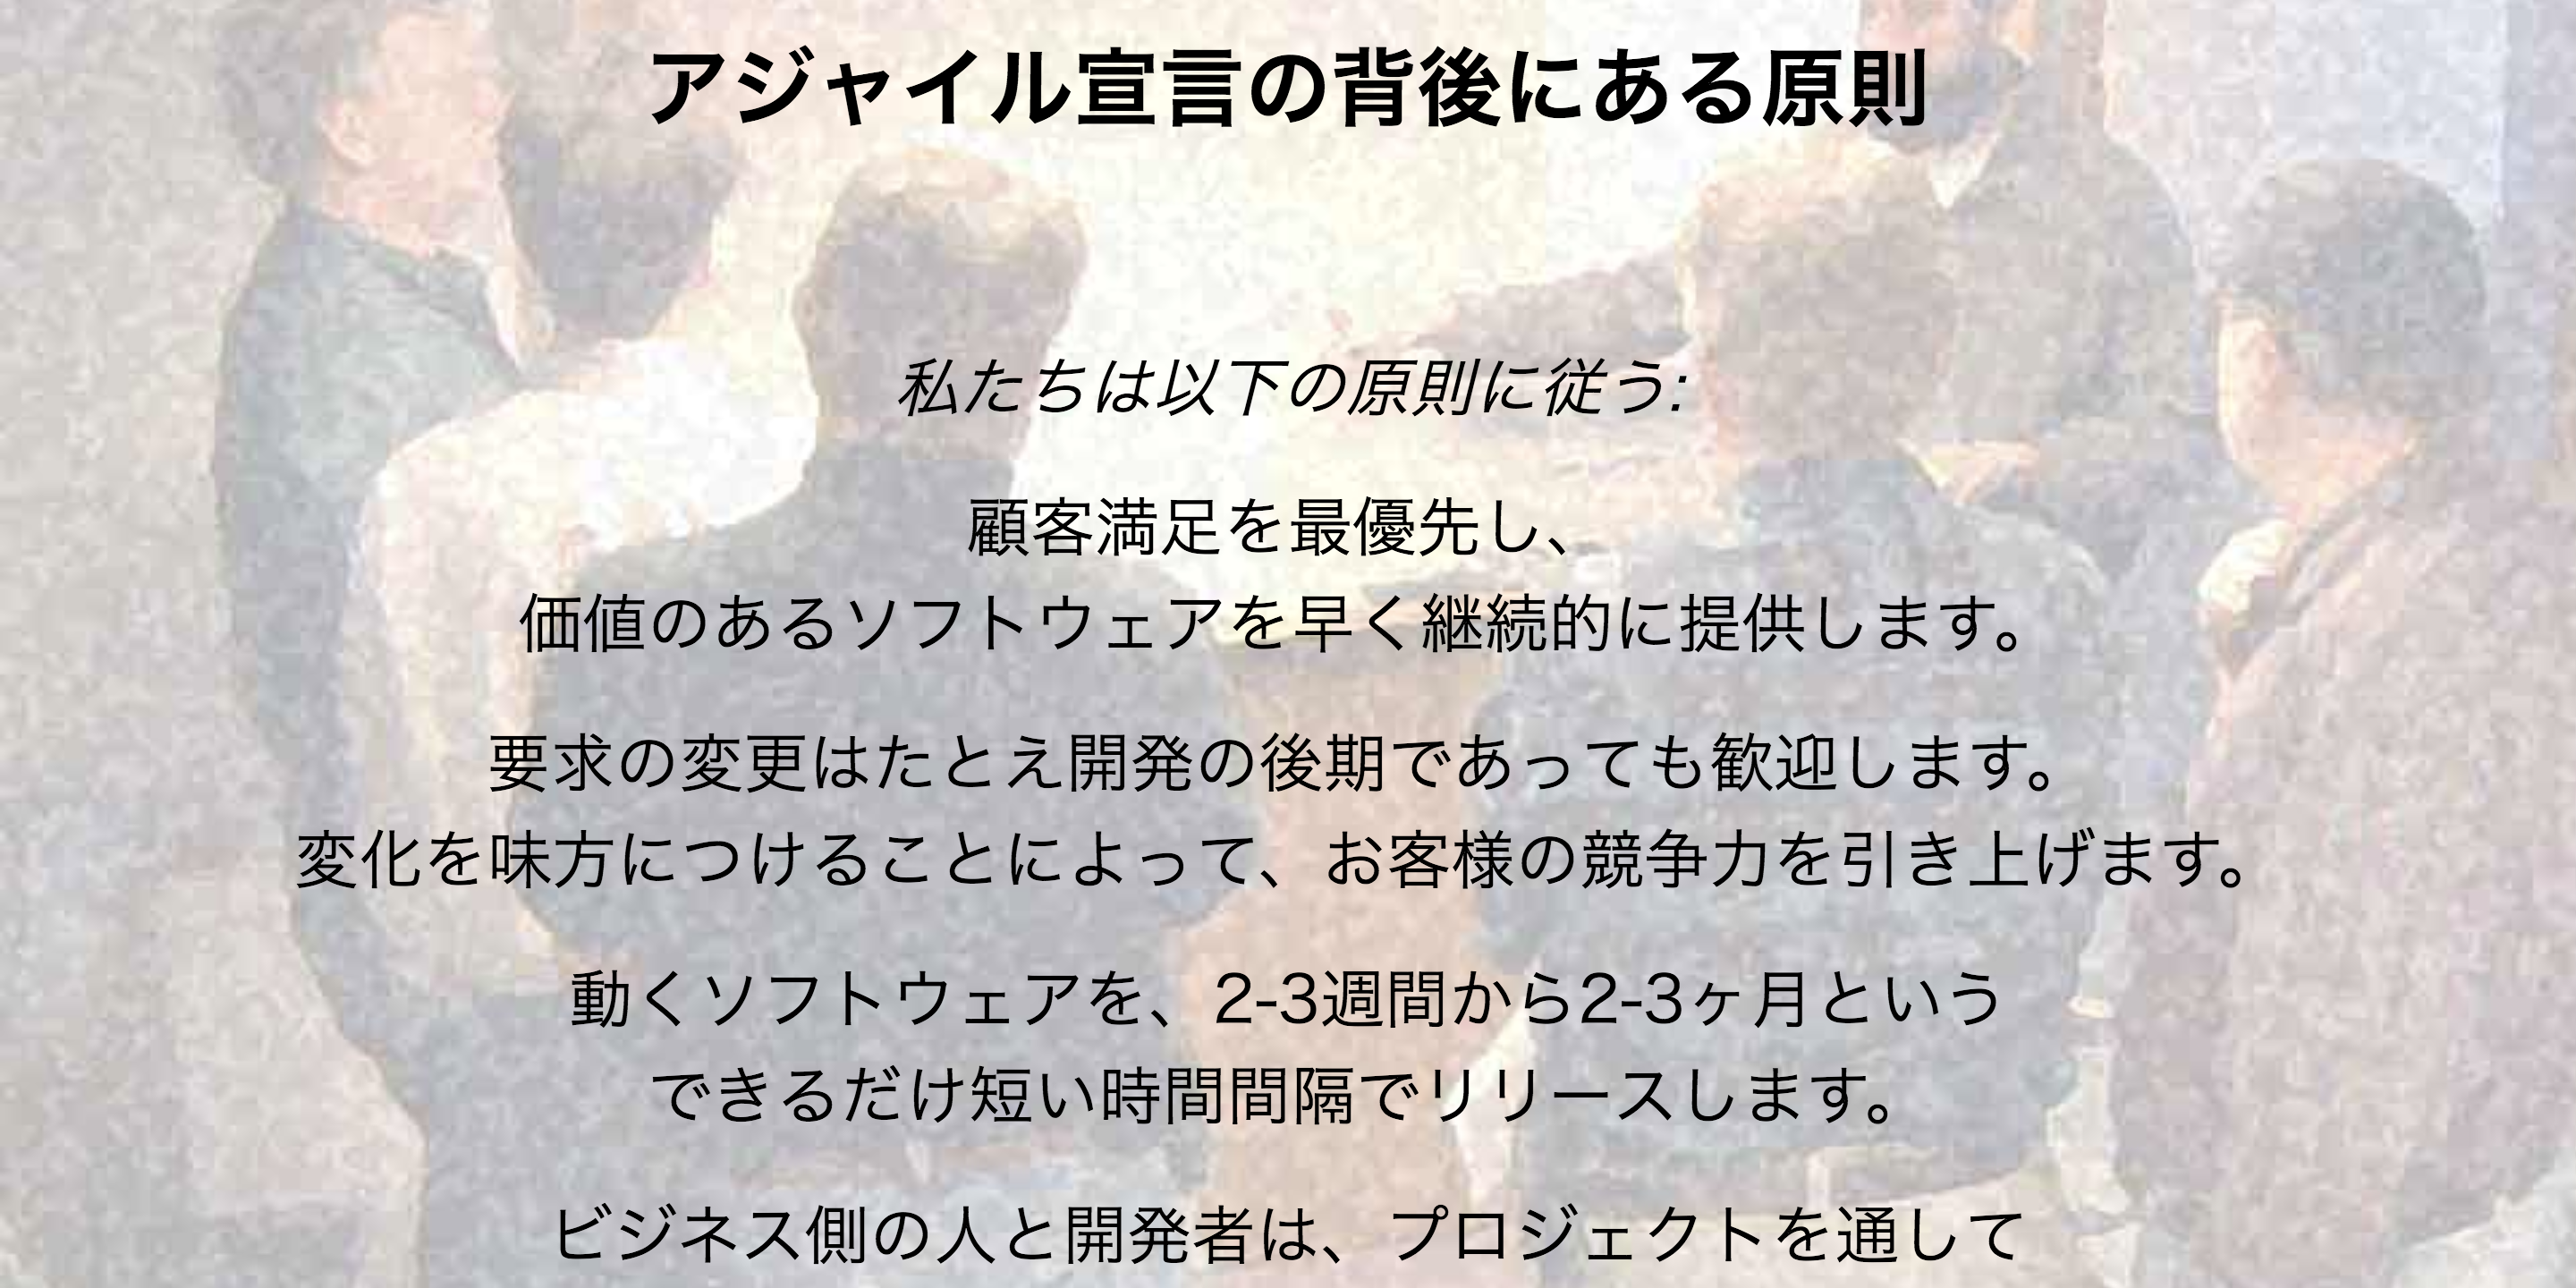 アジャイル宣言の背後にある原則
私たちは以下の原則に従う:
顧客満足を最優先し、
価値のあるソフトウェアを早く継続的に提供します。
要求の変更はたとえ開発の後期であっても歓迎します。
変化を味方につけることによって、お客様の競争力を引き上げます。
動くソフトウェアを、2-3週間から2-3ヶ月という
できるだけ短い時間間隔でリリースします。
ビジネス側の人と開発者は、プロジェクトを通して